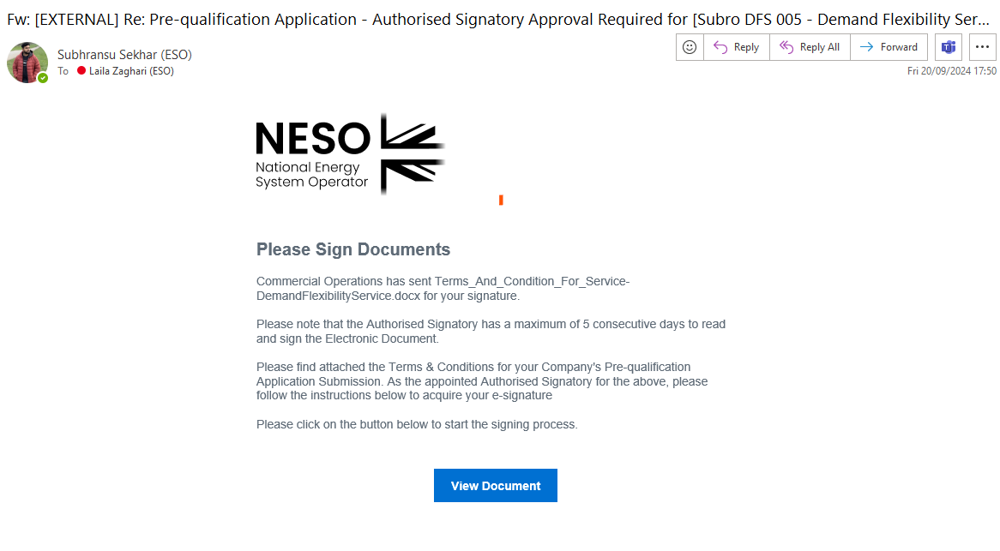 Fw: [EXTERNAL] Re: Pre-qualification Application - Authorised Signatory Approval Required for [Subro DFS 005 - Demand Flexibility Ser...
Subhransu Sekhar (ESO)
To Laila Zaghari (ESO)
Reply
Reply All
Forward
Fri 20/09/2024 17:50
NESO
National Energy
System Operator
Please Sign Documents
Commercial Operations has sent Terms_And_Condition_For_Service-
DemandFlexibilityService.docx for your signature.
Please note that the Authorised Signatory has a maximum of 5 consecutive days to read
and sign the Electronic Document.
Please find attached the Terms & Conditions for your Company's Pre-qualification
Application Submission. As the appointed Authorised Signatory for the above, please
follow the instructions below to acquire your e-signature
Please click on the button below to start the signing process.
View Document